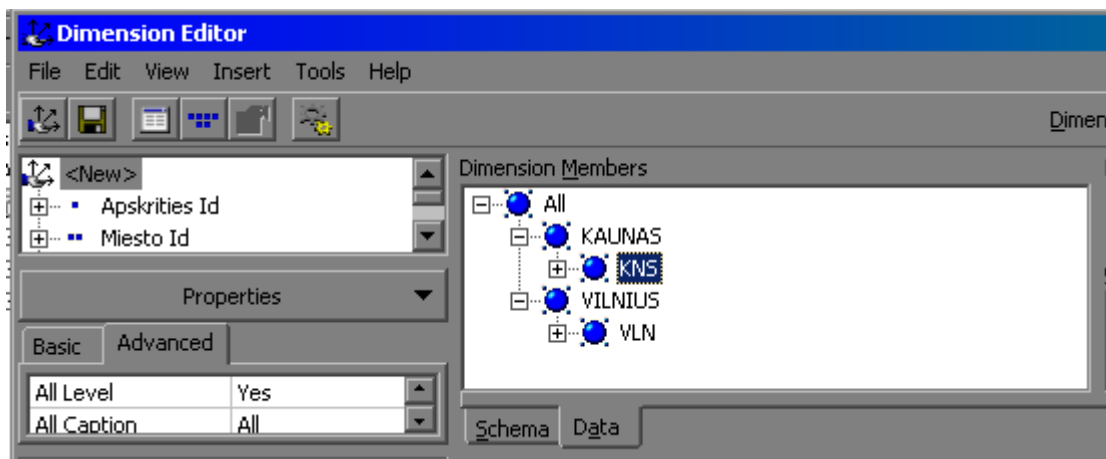 Dimension Editor
File Edit View Insert Tools Help
Dimen
<New>
Apskrities Id
Miesto Id
Properties
Basic Advanced
All Level Yes
All Caption All
Dimension Members
All
KAUNAS
KNS
VILNIUS
VLN
Schema Data